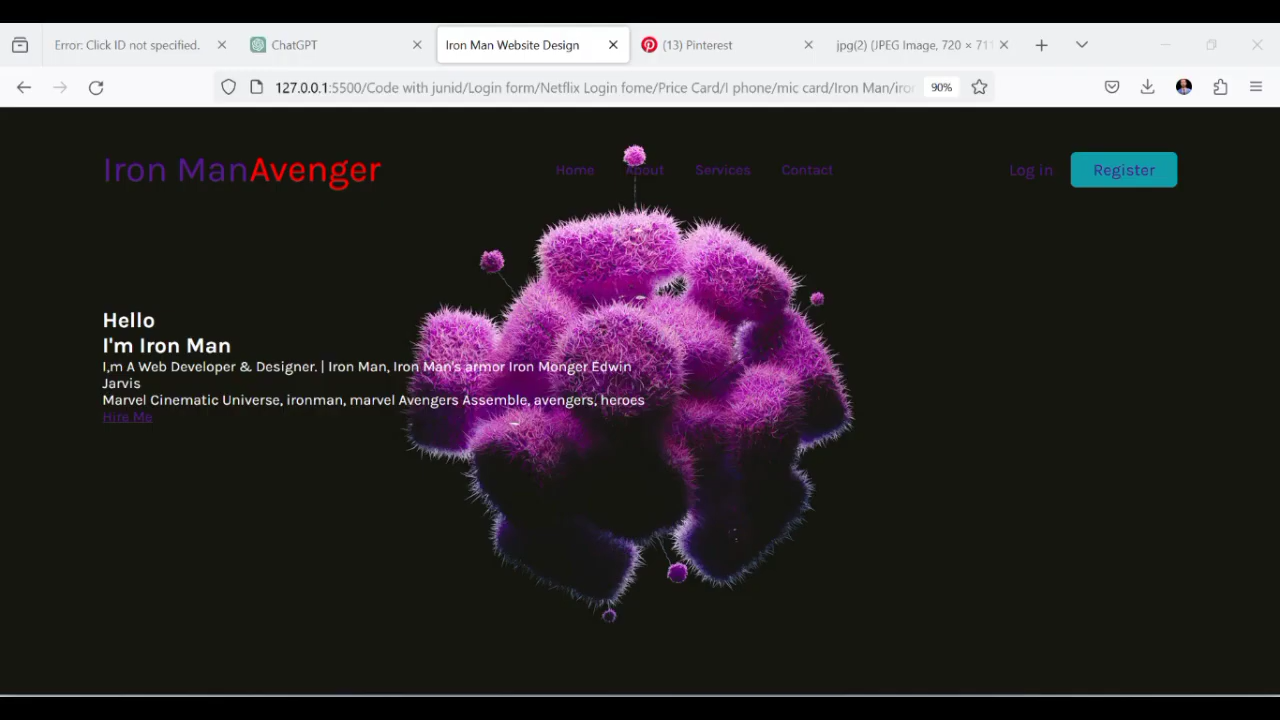 Error: Click ID not specified.
ChatGPT
Iron Man Website Design
(13) Pinterest
jpg(2) (JPEG Image, 720 × 711
127.0.0.1:5500/Code with junid/Login form/Netflix Login fome/Price Card/I phone/mic card/Iron Man/iron
90%
Iron ManAvenger
Home About Services Contact
Log in Register
Hello
I'm Iron Man
I,m A Web Developer & Designer. | Iron Man, Iron Man's armor Iron Monger Edwin
Jarvis
Marvel Cinematic Universe, ironman, marvel Avengers Assemble, avengers, heroes
Hire Me